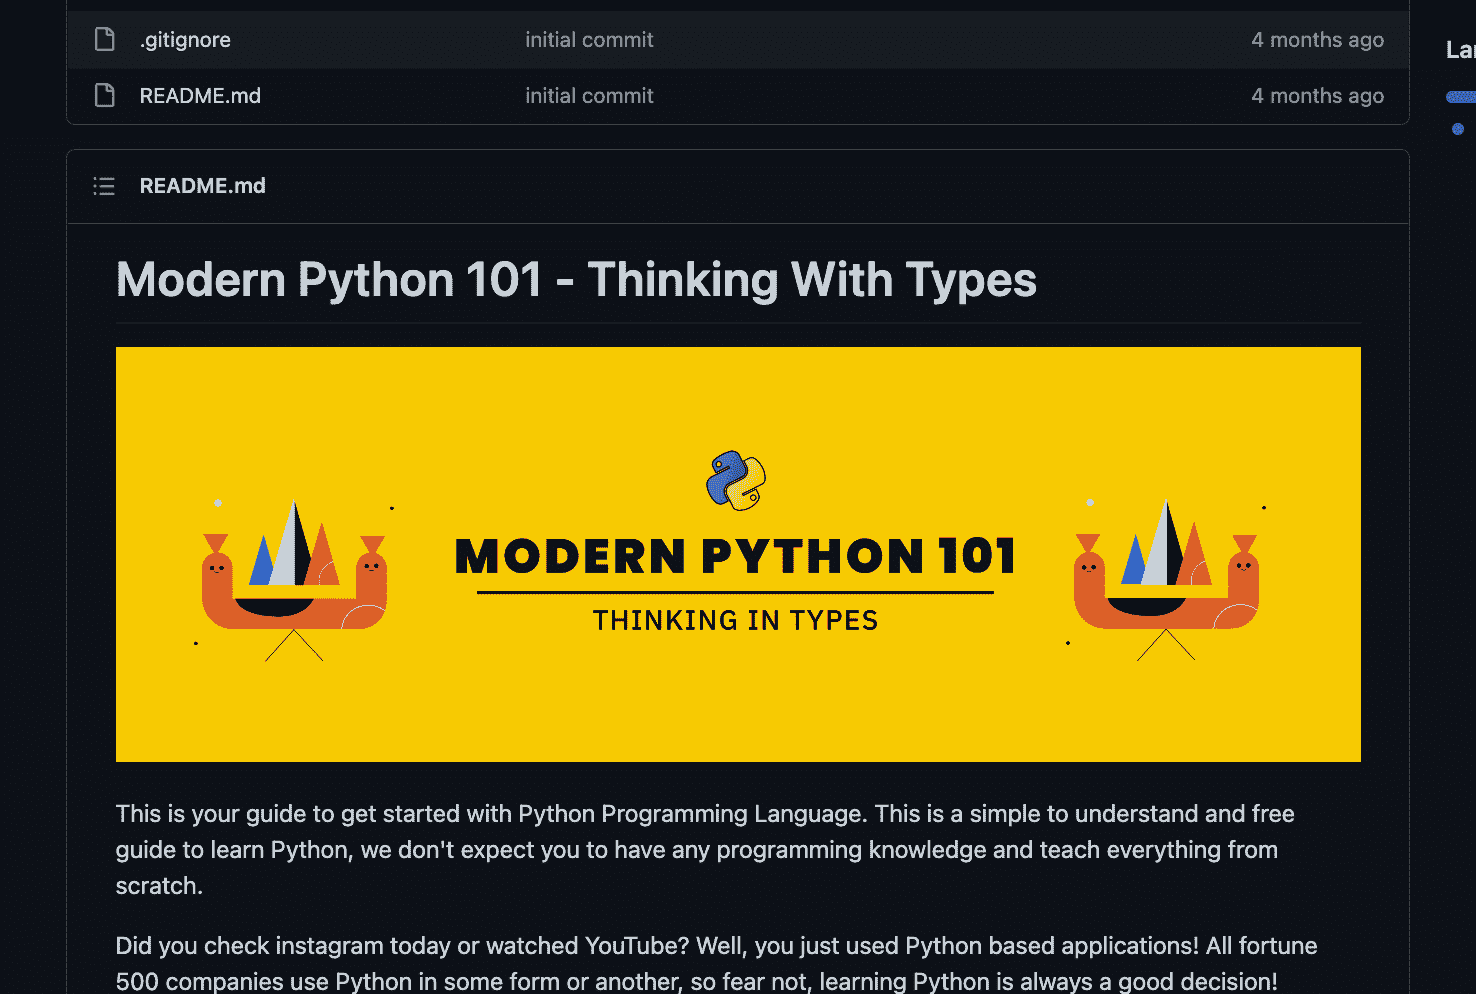 .gitignore initial commit 4 months ago
README.md initial commit 4 months ago
README.md
Modern Python 101 - Thinking With Types
MODERN PYTHON 101
THINKING IN TYPES
This is your guide to get started with Python Programming Language. This is a simple to understand and free
guide to learn Python, we don't expect you to have any programming knowledge and teach everything from
scratch.
Did you check instagram today or watched YouTube? Well, you just used Python based applications! All fortune
500 companies use Python in some form or another, so fear not, learning Python is always a good decision!